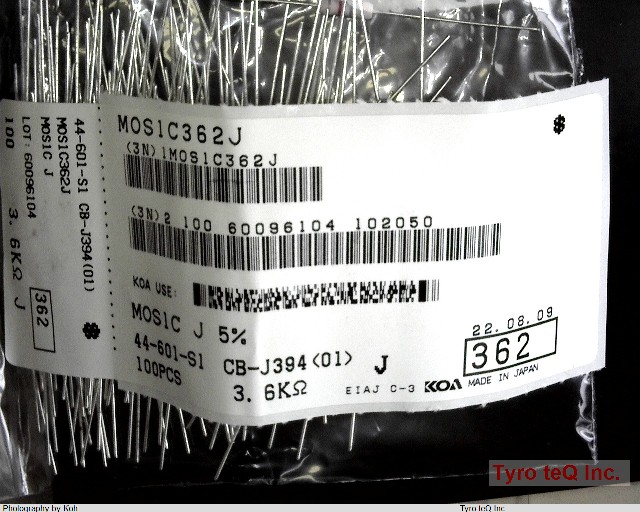 44-601-S1 CB-J394(01)
MOS1C362J
MOS1C J
LOT: 60096104
100 3.6KΩ J
362
MOS1C362J
(3N)1MOS1C362J
(3N)2 100 60096104 102050
KOA USE:
MOS1C J 5%
44-601-S1 CB-J394(01) J
100PCS
3.6KΩ
EIAJ C-3 KOA
22.08.09
362
MADE IN JAPAN
$
Tyro teQ Inc.
Photography by Koh
Tyro teQ Inc